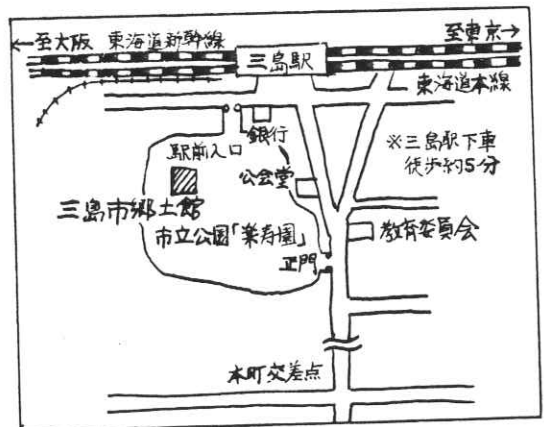 ←至大阪 東海道新幹線
三島駅
至東京→
東海道本線
銀行
駅前入口
※三島駅下車
徒歩約5分
公会堂
三島市郷土館
市立公園「楽寿園」
教育委員会
正門
本町交差点